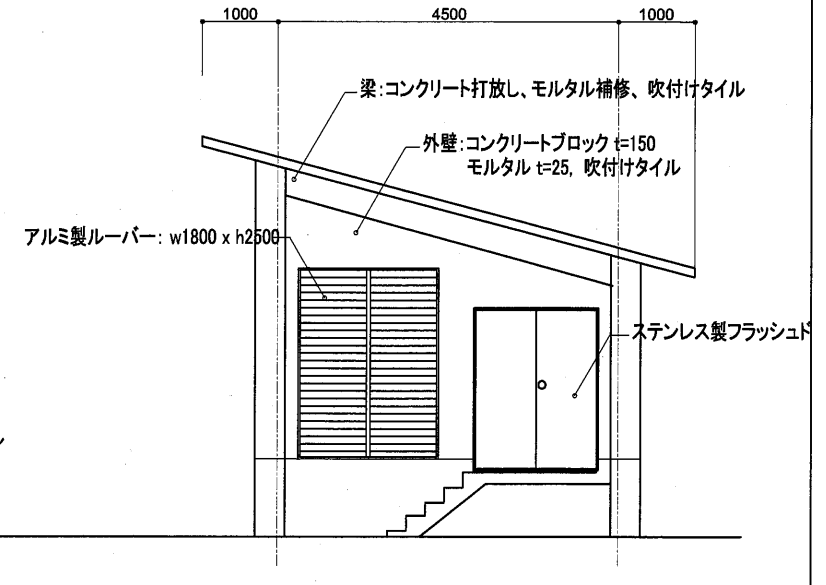 1000 4500 1000
梁:コンクリート打放し、モルタル補修、吹付けタイル
外壁:コンクリートブロック t=150
モルタル t=25, 吹付けタイル
アルミ製ルーバー: w1800 x h2500
ステンレス製フラッシュド